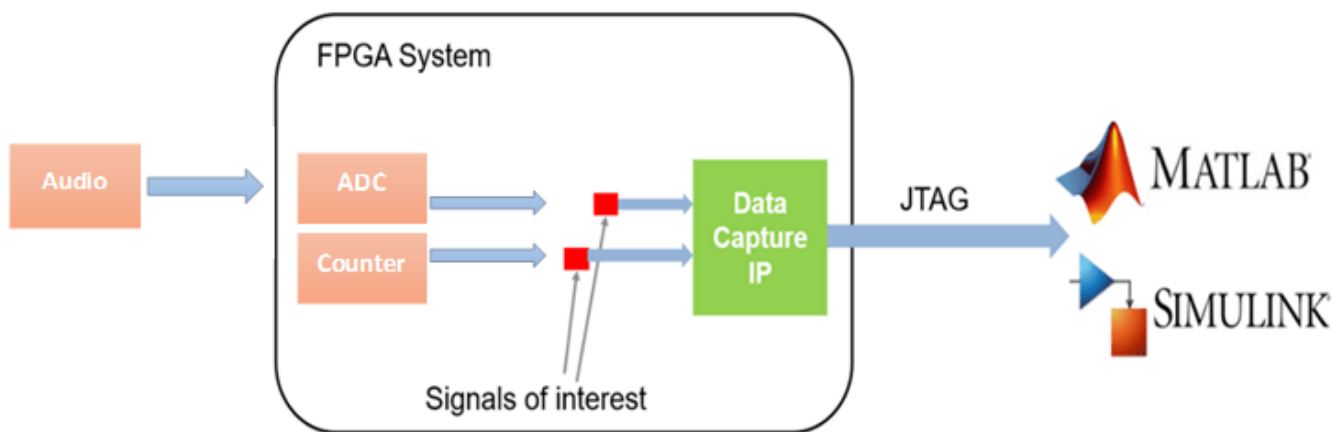 FPGA System
Audio
ADC
Counter
Data
Capture
IP
JTAG
MATLAB®
SIMULINK®
Signals of interest